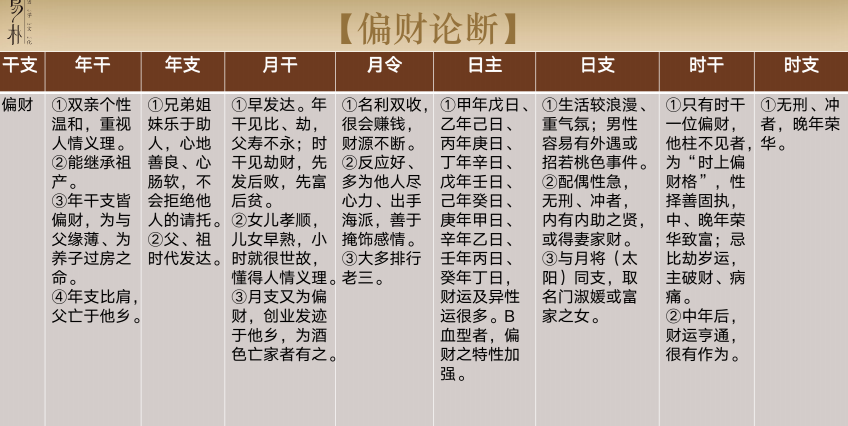 易
朴
【偏财论断】
干支
年干
年支
月干
月令
日主
日支
时干
时支
偏财
①双亲个性
温和，重视
人情义理。
②能继承祖
产。
③年干支皆
偏财，为与
父缘薄、为
养子过房之
命。
④年支比肩，
父亡于他乡。
①兄弟姐
妹乐于助
人，心地
善良、心
肠软，不
会拒绝他
人的请托。
②父、祖
时代发达。
①早发达。年
干见比、劫，
父寿不永；时
干见劫财，先
发后败，先富
后贫。
②女儿孝顺，
儿女早熟，小
时就很世故，
懂得人情义理。
③月支又为偏
财，创业发迹
于他乡，为酒
色亡家者有之。
①名利双收，
很会赚钱，
财源不断。
②反应好、
多为他人尽
心力、出手
海派，善于
掩饰感情。
③大多排行
老三。
①甲年戊日、
乙年己日、
丙年庚日、
丁年辛日、
戊年壬日、
己年癸日、
庚年甲日、
辛年乙日、
壬年丙日、
癸年丁日，
财运及异性
运很多。B
血型者，偏
财之特性加
强。
①生活较浪漫、
重气氛；男性
容易有外遇或
招若桃色事件。
②配偶性急，
无刑、冲者，
内有内助之贤，
或得妻家财。
③与月将（太
阳）同支，取
名门淑媛或富
家之女。
①只有时干
一位偏财，
他柱不见者，
为“时上偏
财格”，性
择善固执，
中、晚年荣
华致富；忌
比劫岁运，
主破财、病
痛。
②中年后，
财运亨通，
很有作为。
①无刑、冲
者，晚年荣
华。